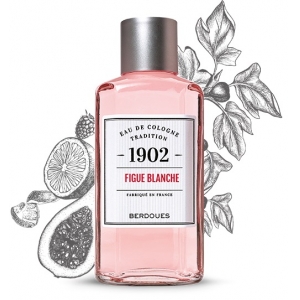 EAU DE COLOGNE
TRADITION
1902
FIGUE BLANCHE
FABRIQUÉ EN FRANCE
BERDOUES